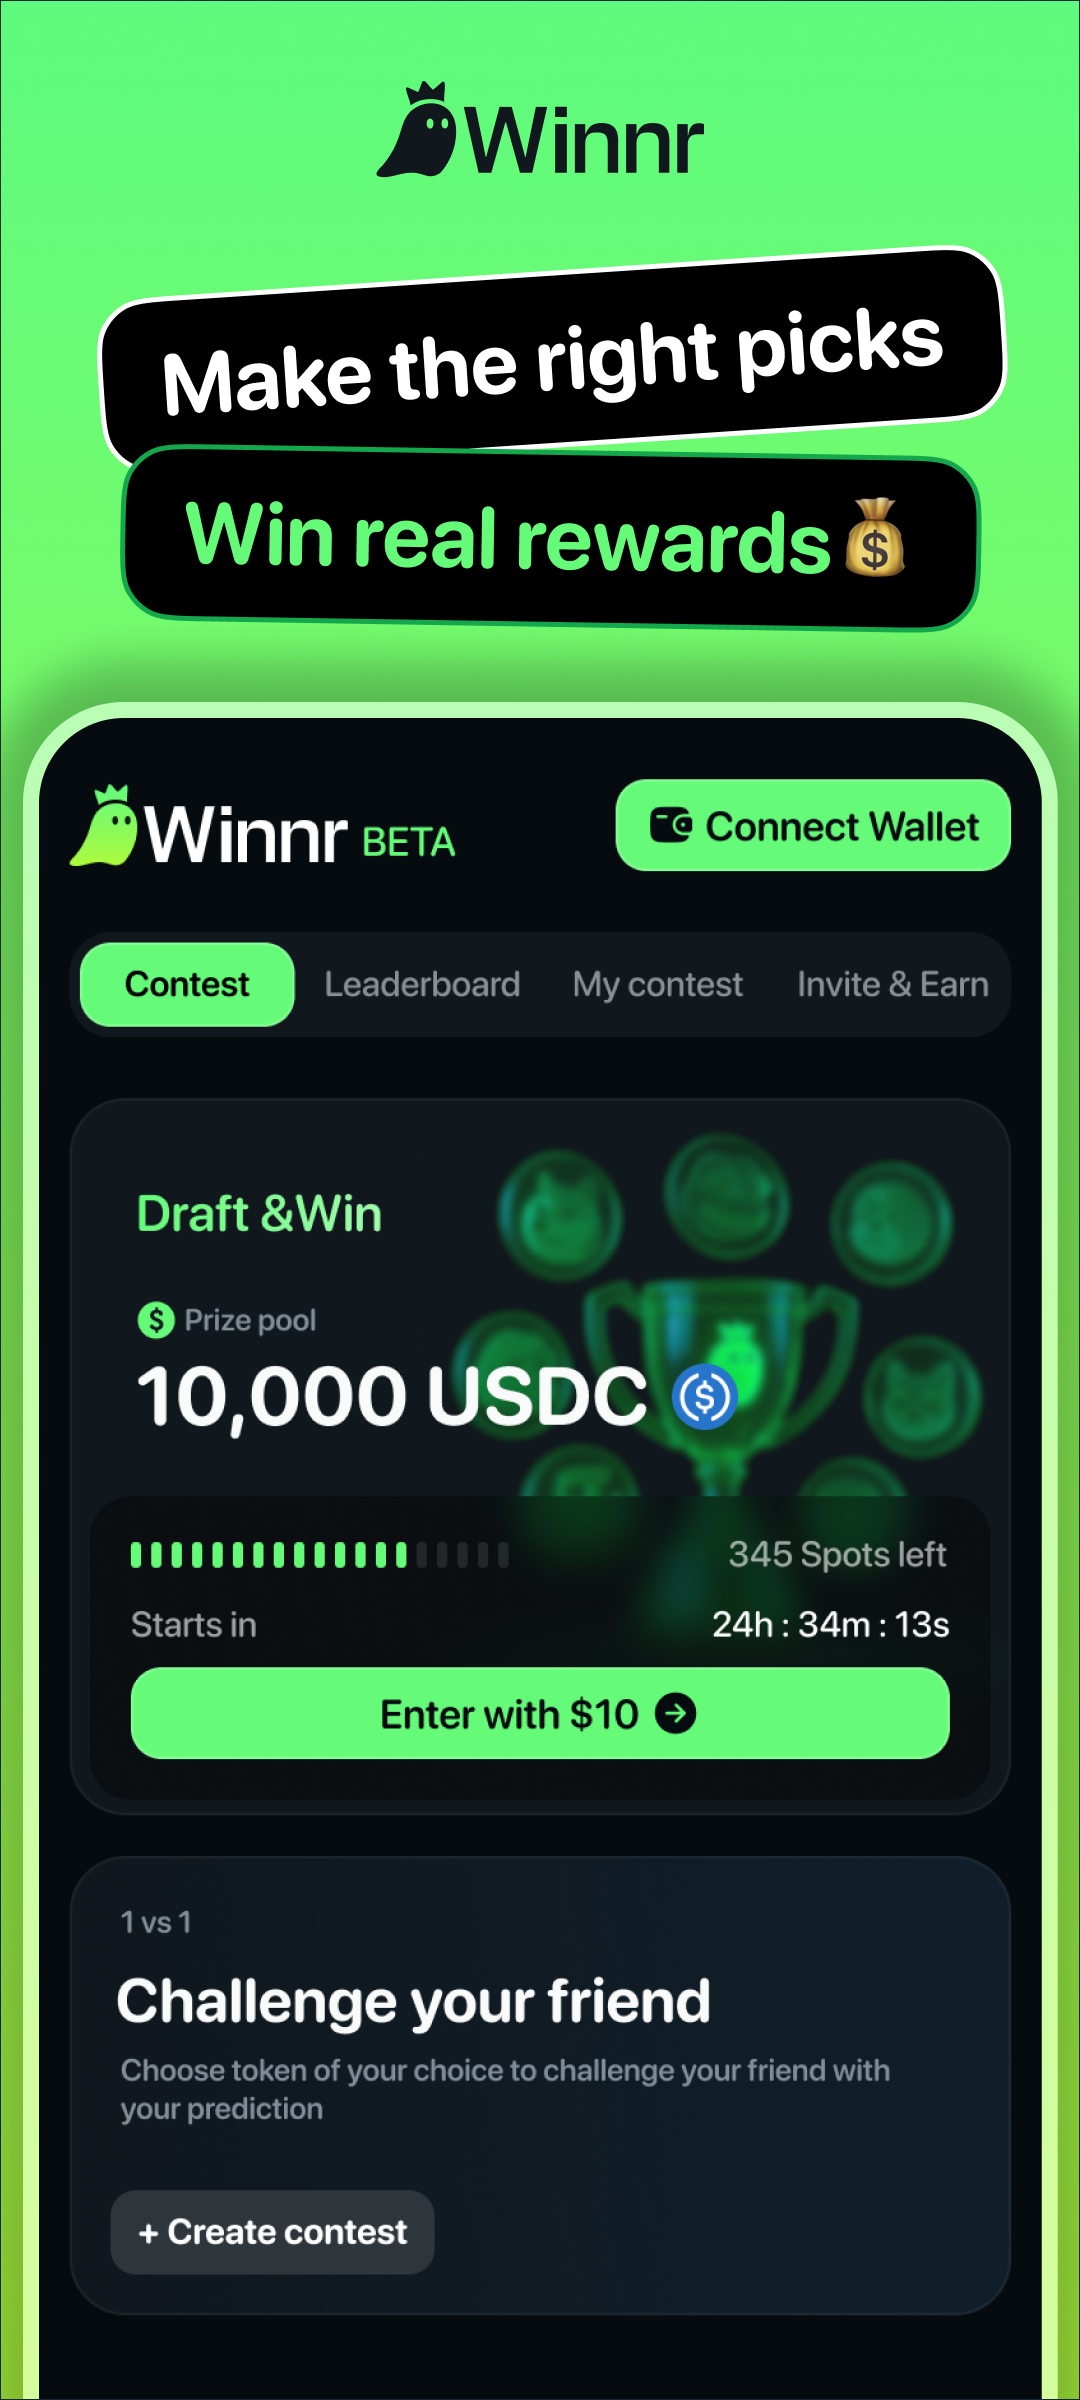 Winnr
Make the right picks
Win real rewards💰
Winnr BETA
Connect Wallet
Contest
Leaderboard
My contest
Invite & Earn
Draft &Win
$ Prize pool
10,000 USDC $
345 Spots left
Starts in
24h : 34m : 13s
Enter with $10
1 vs 1
Challenge your friend
Choose token of your choice to challenge your friend with
your prediction
+ Create contest